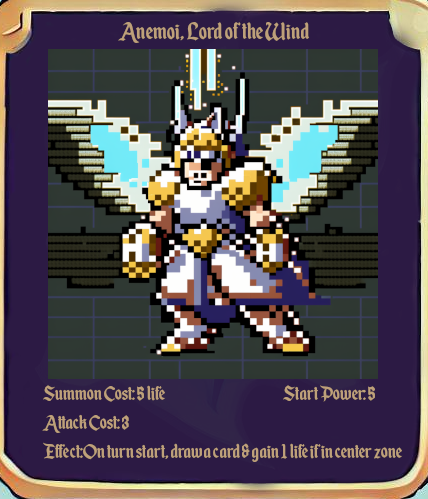 Anemoi, Lord of the Wind
Summon Cost: 5 life
Start Power: 5
Attack Cost: 3
Effect:On turn start, draw a card & gain 1 life if in center zone